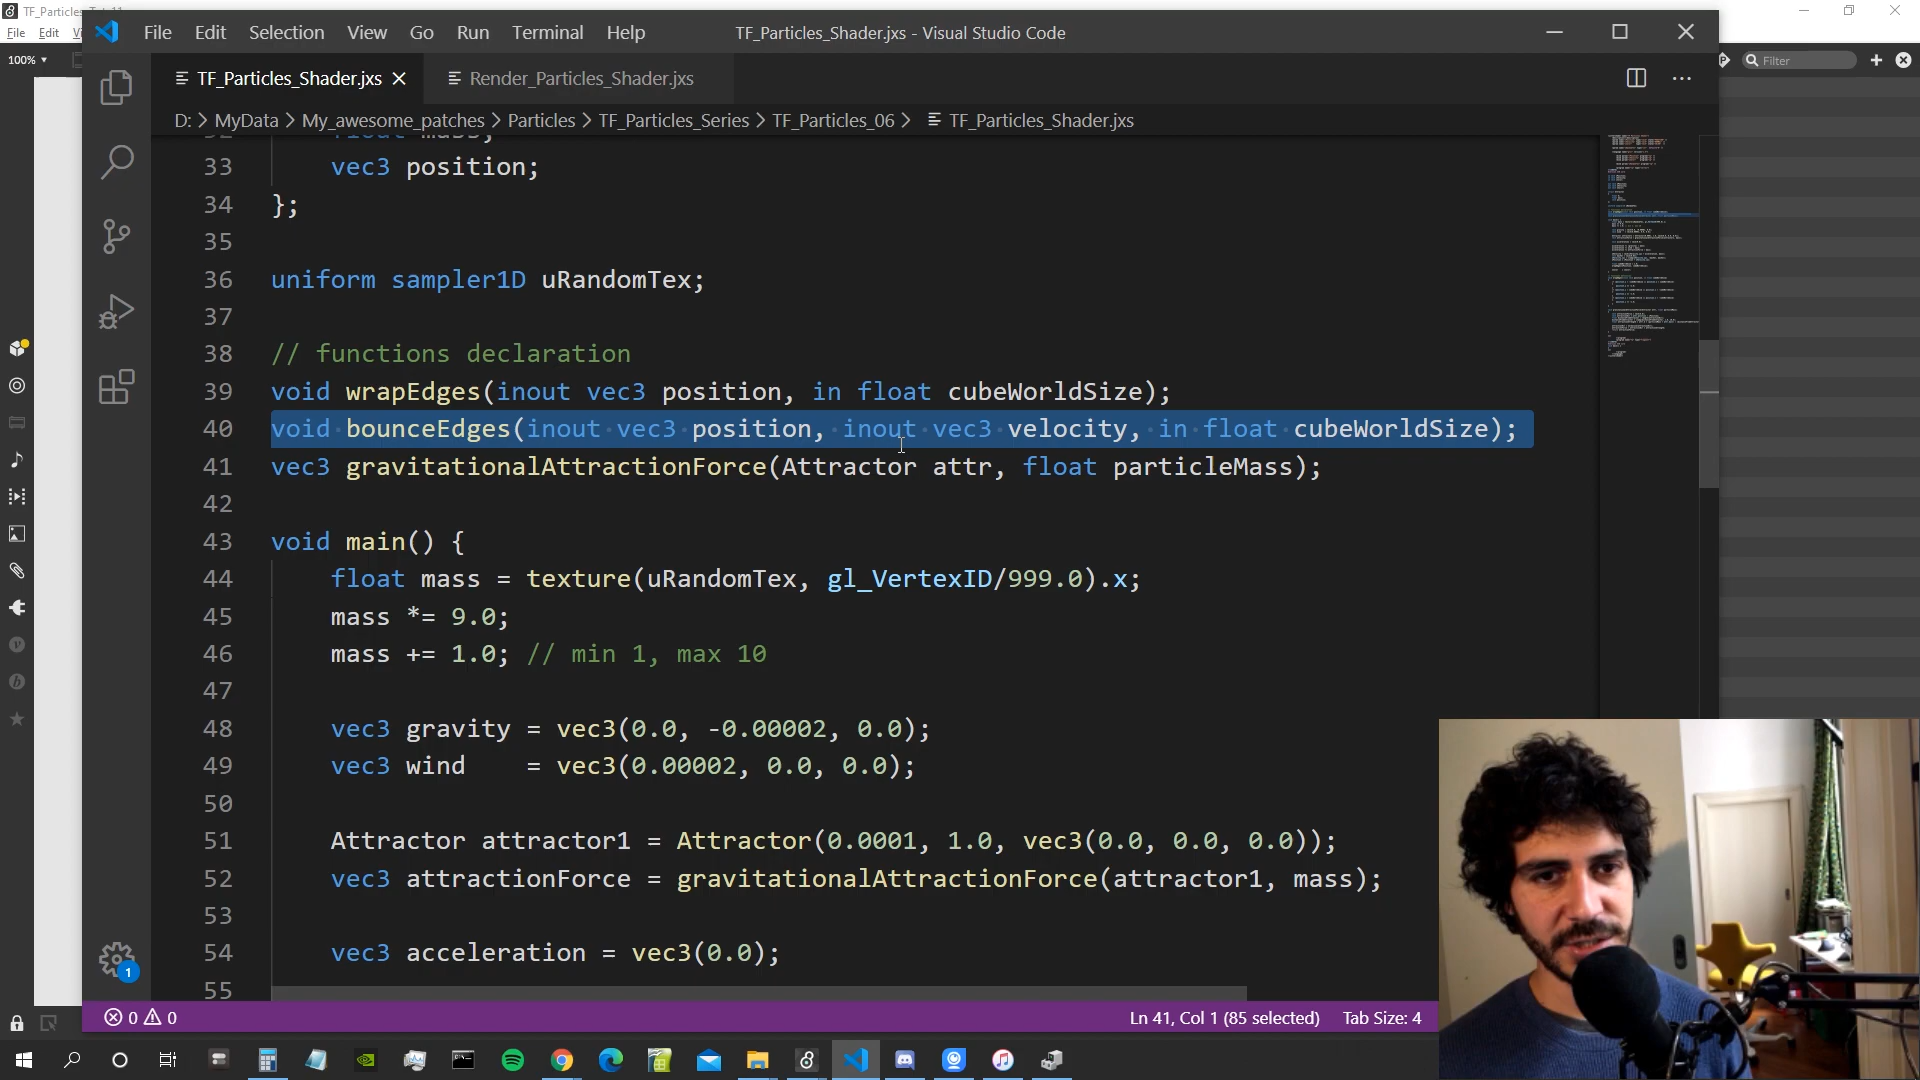 TF_Particles_Tut11
File Edit
100%
Filter
File Edit Selection View Go Run Terminal Help
TF_Particles_Shader.jxs - Visual Studio Code
TF_Particles_Shader.jxs
Render_Particles_Shader.jxs
D: > MyData > My_awesome_patches > Particles > TF_Particles_Series > TF_Particles_06 > TF_Particles_Shader.jxs
32 float mass;
33 vec3 position;
34 };
35
36 uniform sampler1D uRandomTex;
37
38 // functions declaration
39 void wrapEdges(inout vec3 position, in float cubeWorldSize);
40 void bounceEdges(inout vec3 position, inout vec3 velocity, in float cubeWorldSize);
41 vec3 gravitationalAttractionForce(Attractor attr, float particleMass);
42
43 void main() {
44 float mass = texture(uRandomTex, gl_VertexID/999.0).x;
45 mass *= 9.0;
46 mass += 1.0; // min 1, max 10
47
48 vec3 gravity = vec3(0.0, -0.00002, 0.0);
49 vec3 wind    = vec3(0.00002, 0.0, 0.0);
50
51 Attractor attractor1 = Attractor(0.0001, 1.0, vec3(0.0, 0.0, 0.0));
52 vec3 attractionForce = gravitationalAttractionForce(attractor1, mass);
53
54 vec3 acceleration = vec3(0.0);
55
1
0 0
Ln 41, Col 1 (85 selected)
Tab Size: 4